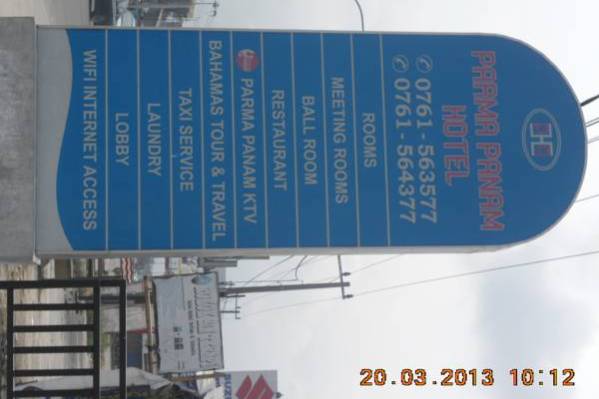 PARMA PANAM
HOTEL
0761 - 563577
0761 - 564377
ROOMS
MEETING ROOMS
BALL ROOM
RESTAURANT
PARMA PANAM KTV
BAHAMAS TOUR & TRAVEL
TAXI SERVICE
LAUNDRY
LOBBY
WIFI INTERNET ACCESS
20.03.2013 10:12